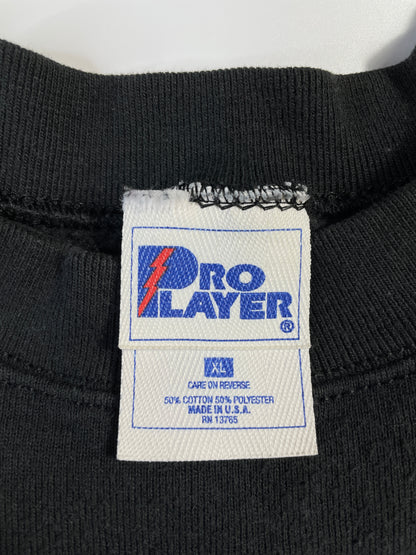 PRO
PLAYER
®
XL
CARE ON REVERSE
50% COTTON 50% POLYESTER
MADE IN U.S.A.
RN 13765